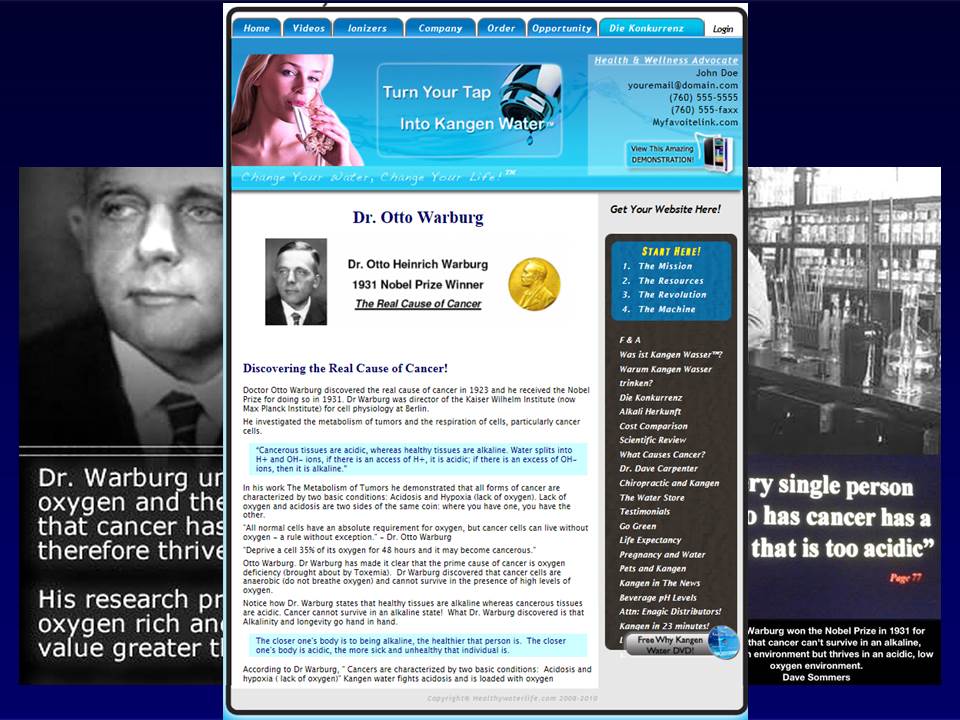 Home Videos Ionizers Company Order Opportunity Die Konkurrenz Login
Turn Your Tap
Into Kangen Water™
Health & Wellness Advocate
John Doe
youremail@domain.com
(760) 555-5555
(760) 555-faxx
Myfavoitelink.com
View This Amazing
DEMONSTRATION!
Change Your Water, Change Your Life!™
Dr. Otto Warburg
Dr. Otto Heinrich Warburg
1931 Nobel Prize Winner
The Real Cause of Cancer
Discovering the Real Cause of Cancer!
Doctor Otto Warburg discovered the real cause of cancer in 1923 and he received the Nobel
Prize for doing so in 1931. Dr Warburg was director of the Kaiser Wilhelm Institute (now
Max Planck Institute) for cell physiology at Berlin.
He investigated the metabolism of tumors and the respiration of cells, particularly cancer
cells.
"Cancerous tissues are acidic, whereas healthy tissues are alkaline. Water splits into
H+ and OH- ions, if there is an access of H+, it is acidic; if there is an excess of OH-
ions, then it is alkaline."
In his work The Metabolism of Tumors he demonstrated that all forms of cancer are
characterized by two basic conditions: Acidosis and Hypoxia (lack of oxygen). Lack of
oxygen and acidosis are two sides of the same coin: where you have one, you have the
other.
"All normal cells have an absolute requirement for oxygen, but cancer cells can live without
oxygen - a rule without exception." - Dr. Otto Warburg
"Deprive a cell 35% of its oxygen for 48 hours and it may become cancerous."
Otto Warburg. Dr Warburg has made it clear that the prime cause of cancer is oxygen
deficiency (brought about by Toxemia). Dr Warburg discovered that cancer cells are
anaerobic (do not breathe oxygen) and cannot survive in the presence of high levels of
oxygen.
Notice how Dr. Warburg states that healthy tissues are alkaline whereas cancerous tissues
are acidic. Cancer cannot survive in an alkaline state! What Dr. Warburg discovered is that
Alkalinity and longevity go hand in hand.
The closer one's body is to being alkaline, the healthier that person is. The closer
one's body is acidic, the more sick and unhealthy that individual is.
According to Dr Warburg, " Cancers are characterized by two basic conditions: Acidosis and
hypoxia ( lack of oxygen)" Kangen water fights acidosis and is loaded with oxygen
Copyright© Healthywaterlife.com 2008-2010
Get Your Website Here!
Start Here!
1. The Mission
2. The Resources
3. The Revolution
4. The Machine
F & A
Was ist Kangen Wasser™?
Warum Kangen Wasser
trinken?
Die Konkurrenz
Alkali Herkunft
Cost Comparison
Scientific Review
What Causes Cancer?
Dr. Dave Carpenter
Chiropractic and Kangen
The Water Store
Testimonials
Go Green
Life Expectancy
Pregnancy and Water
Pets and Kangen
Kangen in The News
Beverage pH Levels
Attn: Enagic Distributors!
Kangen in 23 minutes!
Free Why Kangen
Water DVD!
Dr. Warburg un
oxygen and the
that cancer has
therefore thrive
His research pr
oxygen rich an
value greater t
ry single person
o has cancer has a
that is too acidic"
Page 77
Warburg won the Nobel Prize in 1931 for
that cancer can't survive in an alkaline,
n environment but thrives in an acidic, low
oxygen environment.
Dave Sommers